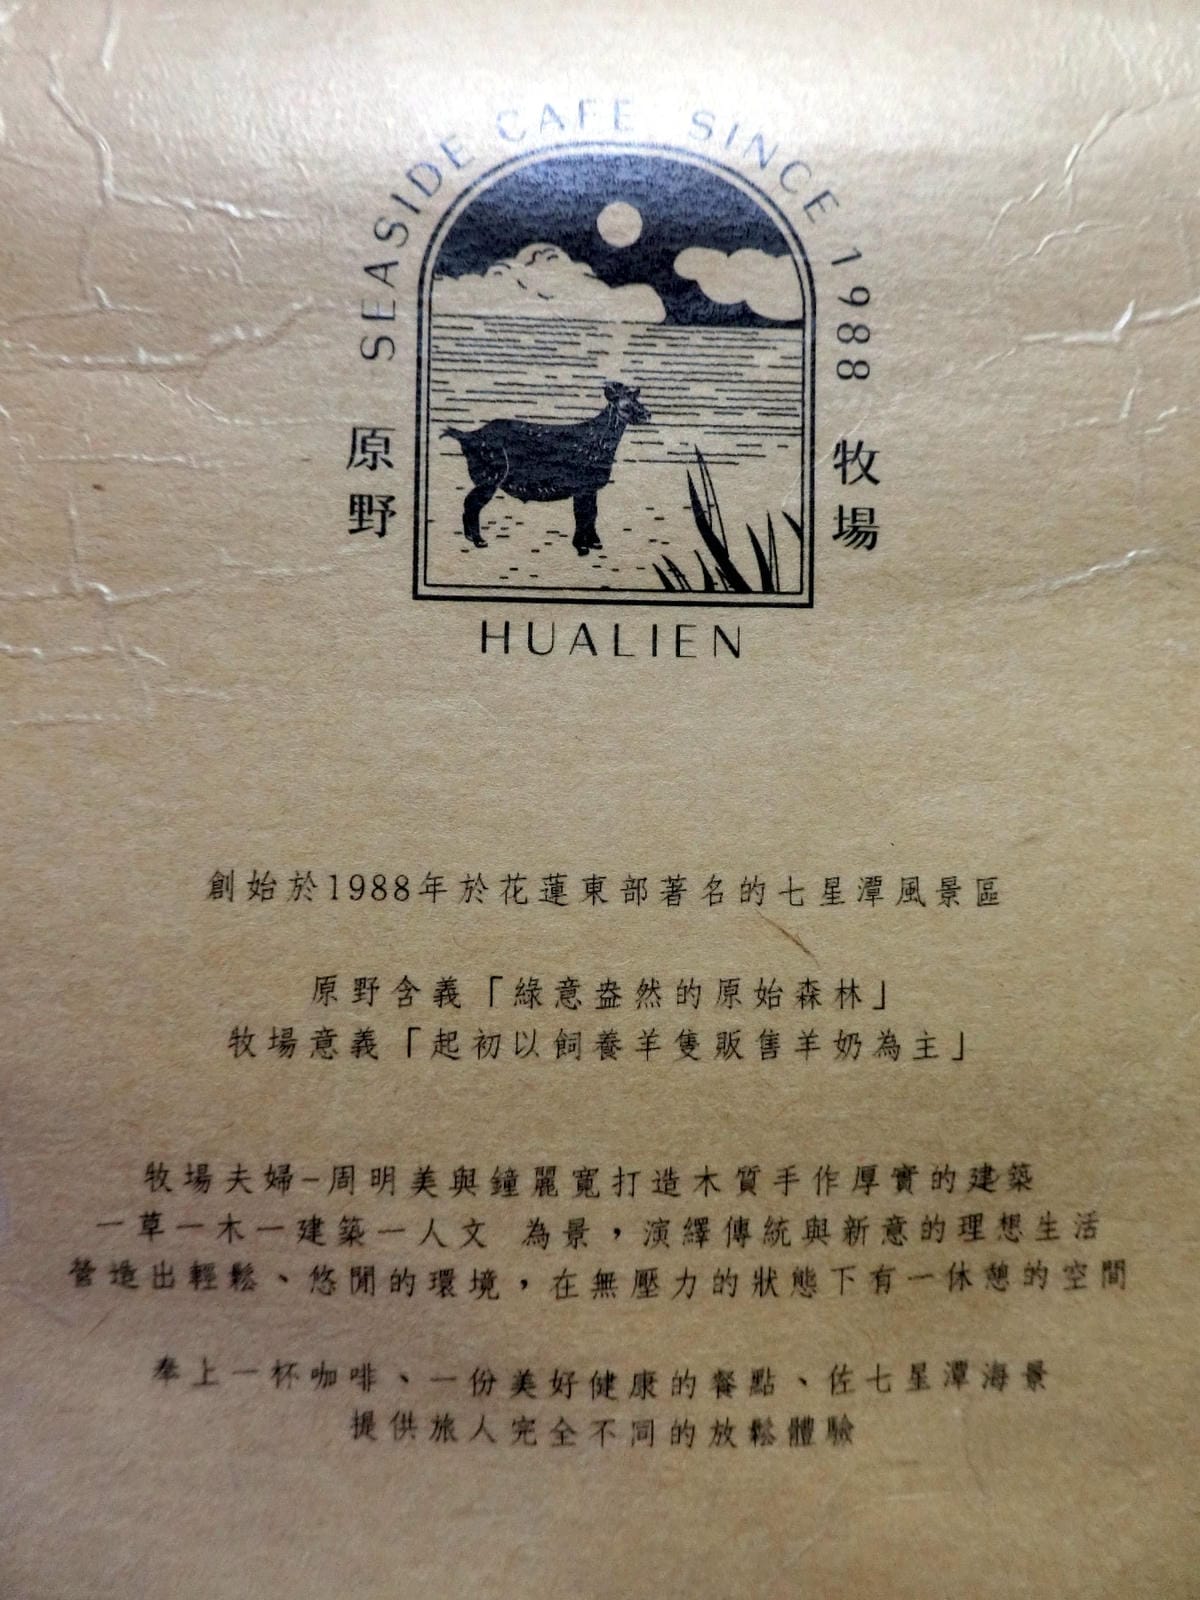 SEASIDE CAFE SINCE 1988
原野
牧場
HUALIEN
創始於1988年於花蓮東部著名的七星潭風景區
原野含義「綠意盎然的原始森林」
牧場意義「起初以飼養羊隻販售羊奶為主」
牧場夫婦-周明美與鐘麗寬打造木質手作厚實的建築
一草一木一建築一人文 為景，演繹傳統與新意的理想生活
營造出輕鬆、悠閒的環境，在無壓力的狀態下有一休憩的空間
奉上一杯咖啡、一份美好健康的餐點、佐七星潭海景
提供旅人完全不同的放鬆體驗